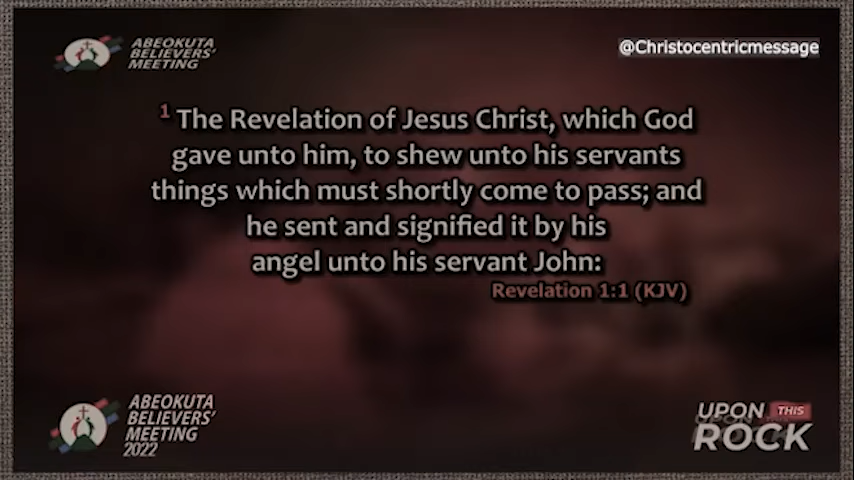 ABEOKUTA
BELIEVERS'
MEETING
@Christocentricmessage
1 The Revelation of Jesus Christ, which God
gave unto him, to shew unto his servants
things which must shortly come to pass; and
he sent and signified it by his
angel unto his servant John:
Revelation 1:1 (KJV)
ABEOKUTA
BELIEVERS'
MEETING
2022
UPON THIS
ROCK